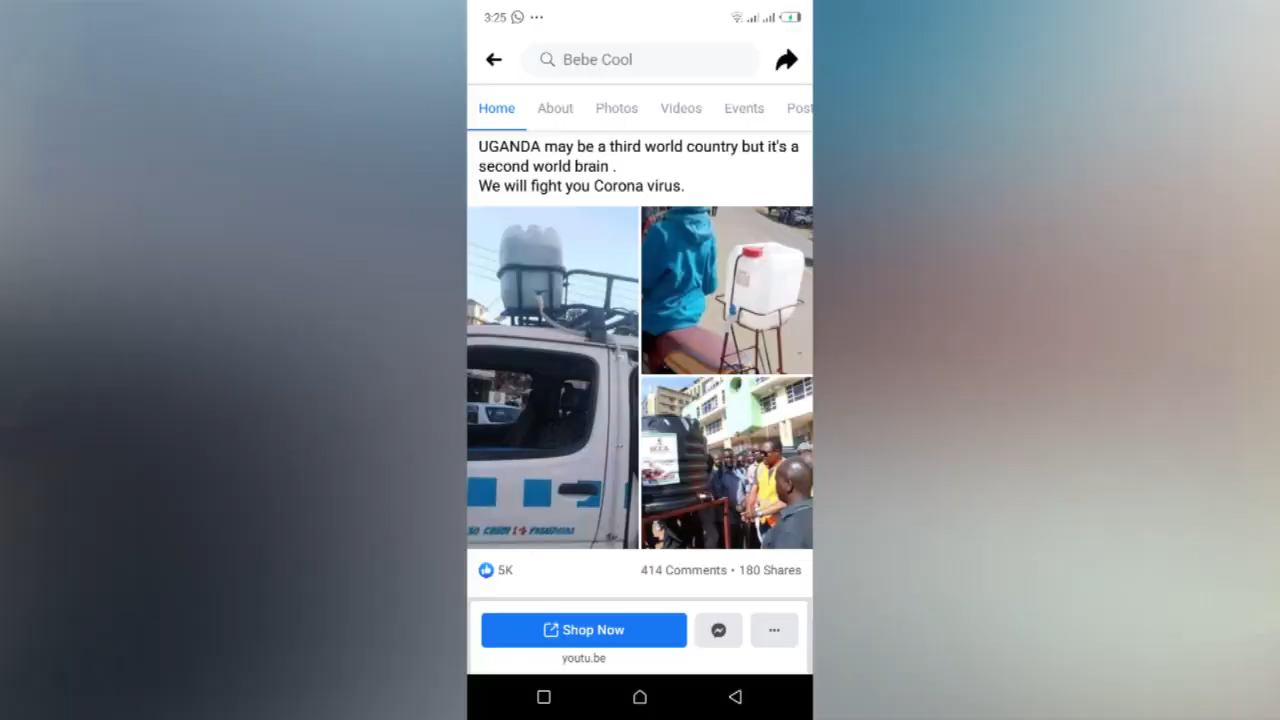 3:25
Bebe Cool
Home About Photos Videos Events Post
UGANDA may be a third world country but it's a
second world brain .
We will fight you Corona virus.
5K
414 Comments • 180 Shares
Shop Now
youtu.be